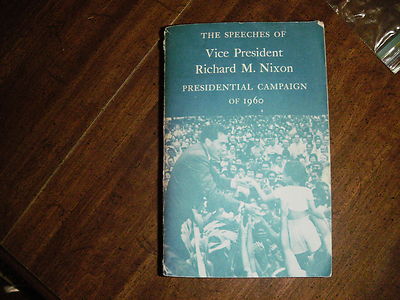 THE SPEECHES OF
Vice President
Richard M. Nixon
PRESIDENTIAL CAMPAIGN
OF 1960